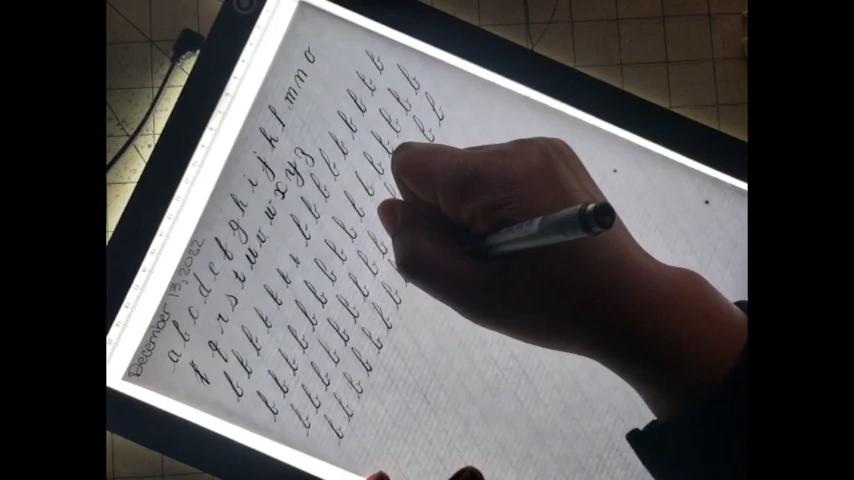 December 13, 2022
a b c d e f g h i j k l m n o
p q r s t u v w x y z
b b b b b b b b b b b b b b
b b b b b b b b b b b b b b b b
b b b b b b b b b b b
b b b b b b b